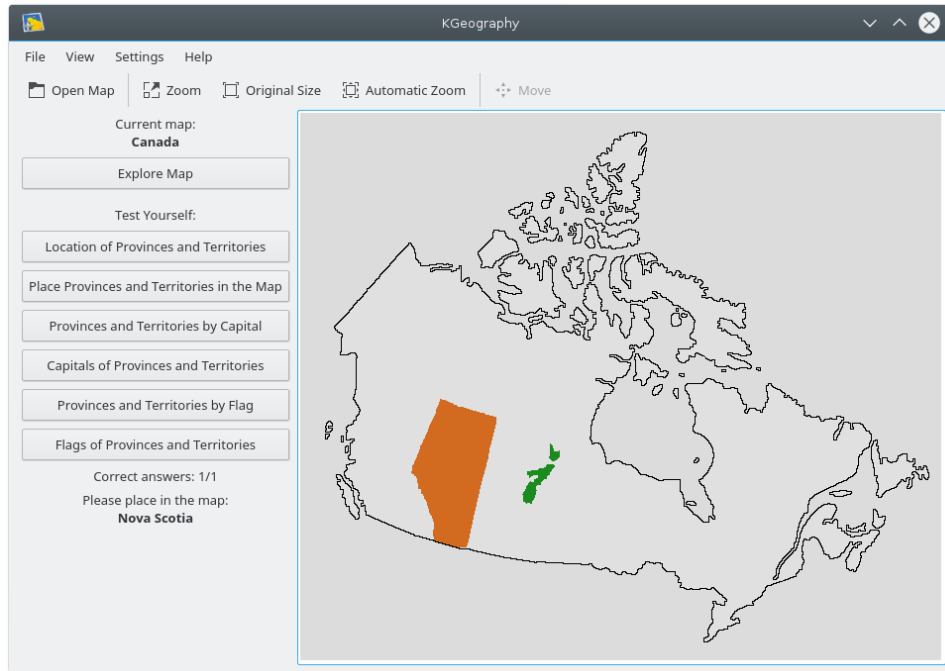 KGeography
File View Settings Help
Open Map Zoom Original Size Automatic Zoom Move
Current map:
Canada
Explore Map
Test Yourself:
Location of Provinces and Territories
Place Provinces and Territories in the Map
Provinces and Territories by Capital
Capitals of Provinces and Territories
Provinces and Territories by Flag
Flags of Provinces and Territories
Correct answers: 1/1
Please place in the map:
Nova Scotia